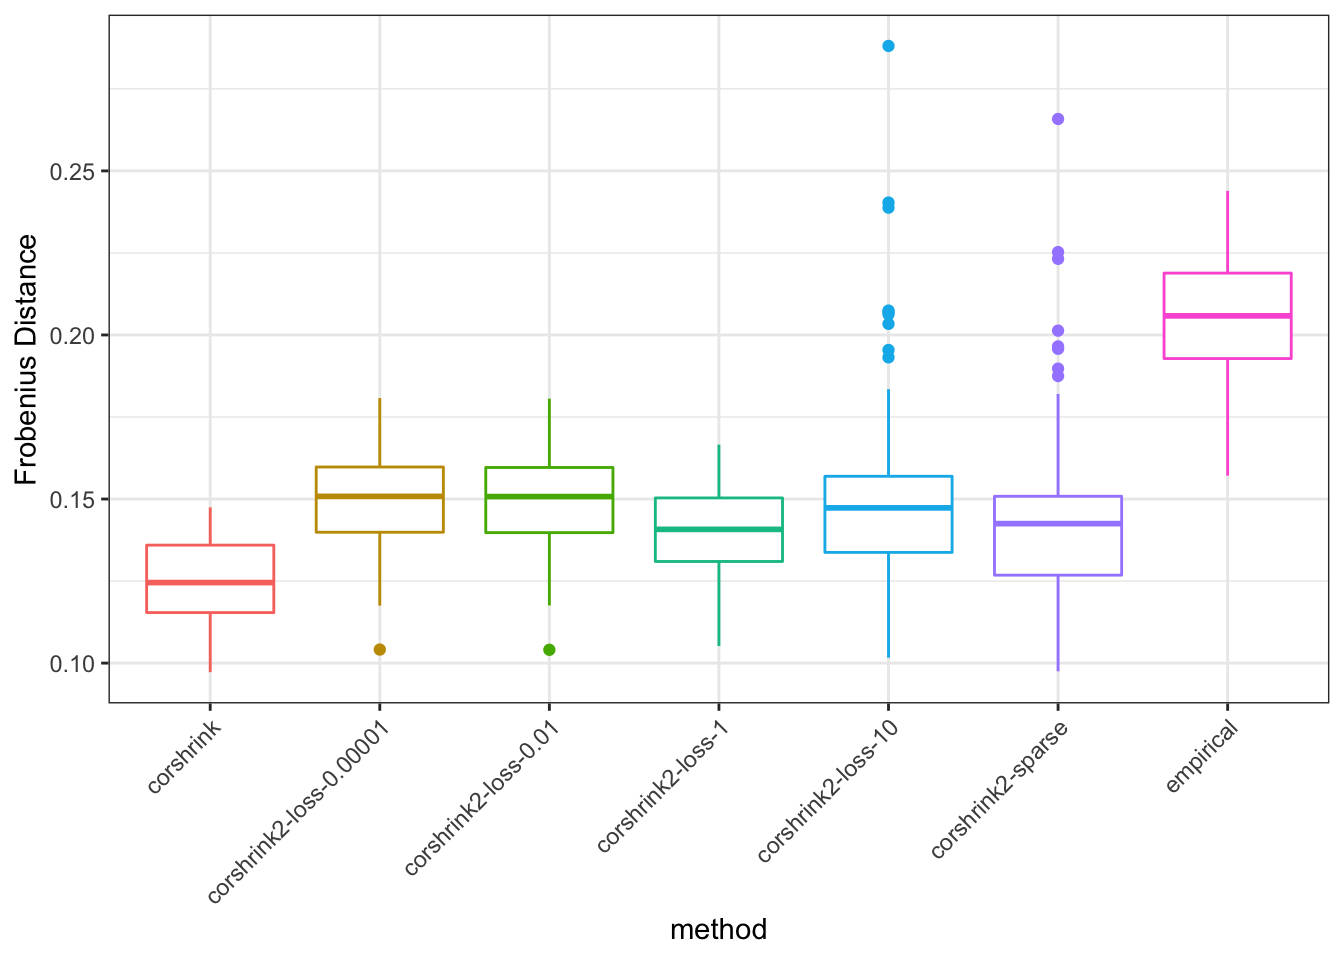 Frobenius Distance
0.25
0.20
0.15
0.10
corshrink
corshrink2-loss-0.00001
corshrink2-loss-0.01
corshrink2-loss-1
corshrink2-loss-10
corshrink2-sparse
empirical
method